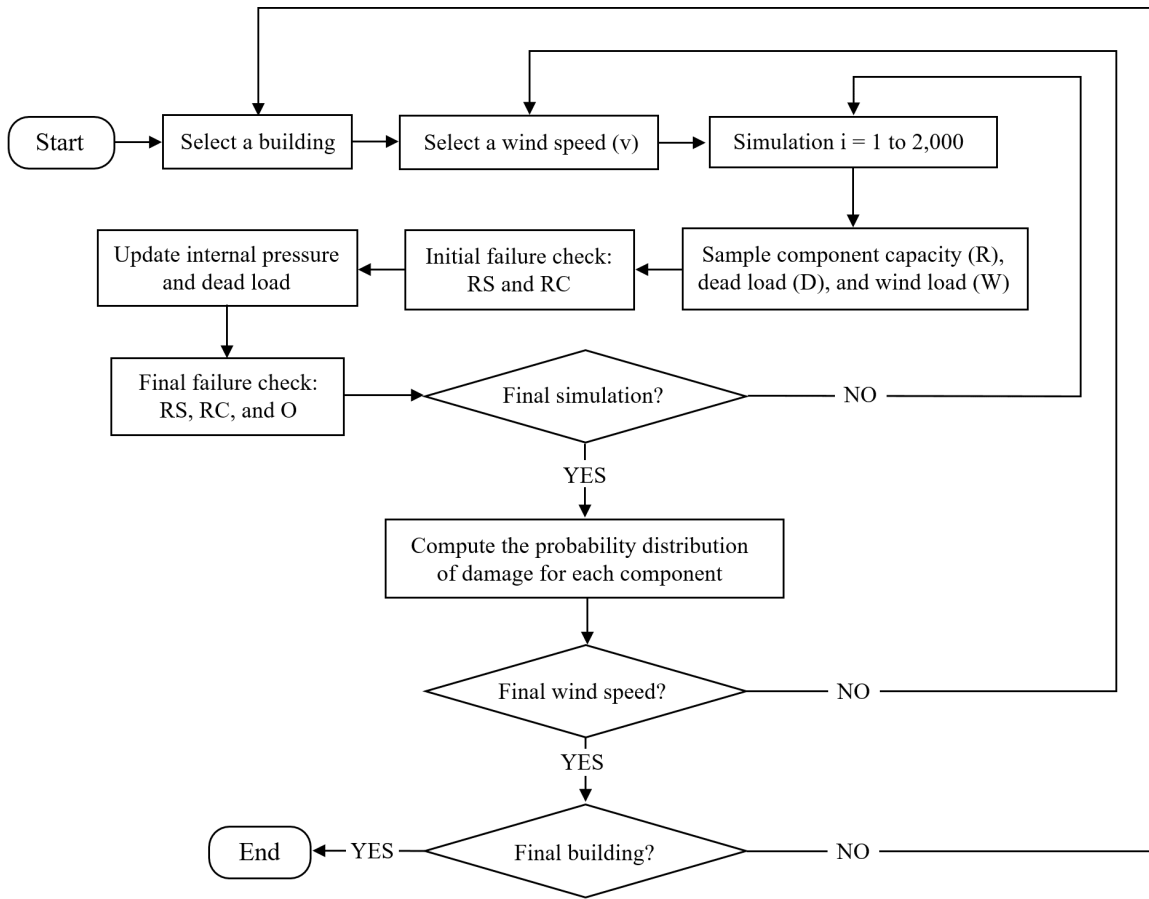 Start
Select a building
Select a wind speed (v)
Simulation i = 1 to 2,000
Sample component capacity (R),
dead load (D), and wind load (W)
Initial failure check:
RS and RC
Update internal pressure
and dead load
Final failure check:
RS, RC, and O
Final simulation?
NO
YES
Compute the probability distribution
of damage for each component
Final wind speed?
NO
YES
Final building?
NO
YES
End